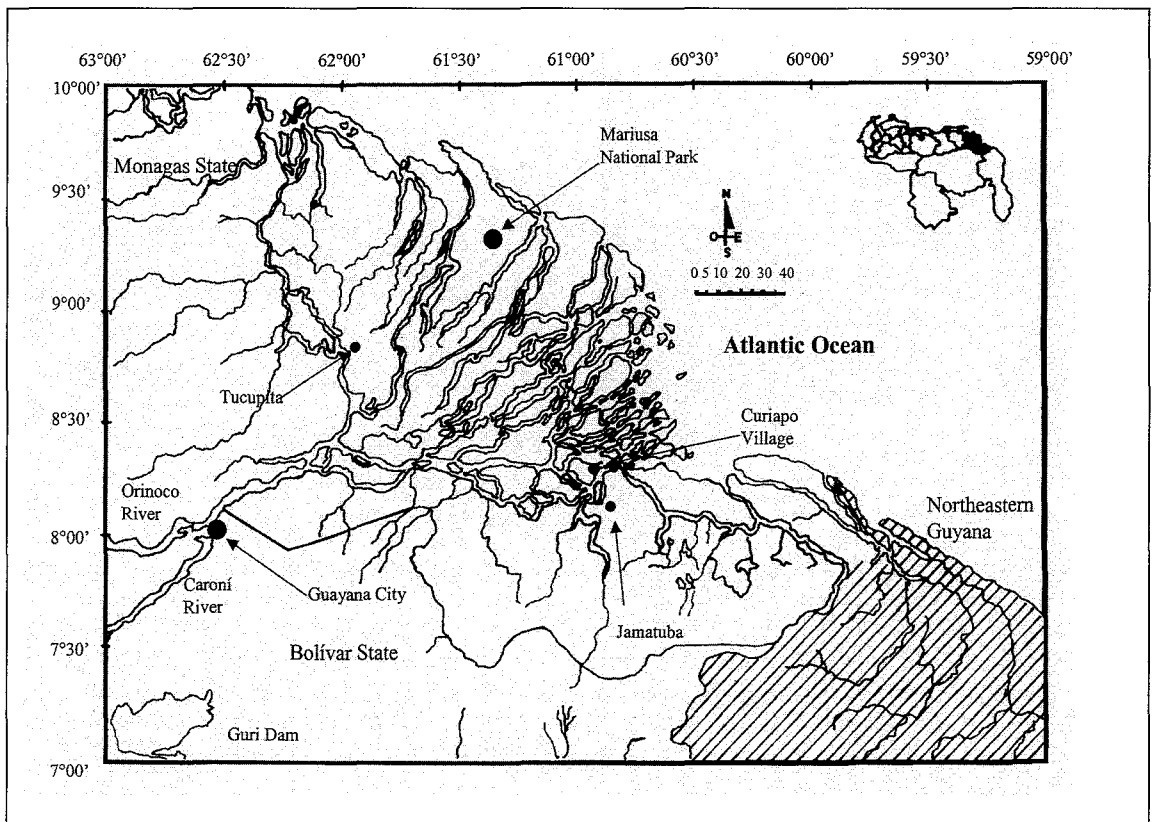 63°00' 62°30' 62°00' 61°30' 61°00' 60°30' 60°00' 59°30' 59°00'
10°00'
9°30'
9°00'
8°30'
8°00'
7°30'
7°00'
Monagas State
Mariusa
National Park
N
O E
S
0 5 10 20 30 40
Atlantic Ocean
Tucupita
Curiapo
Village
Orinoco
River
Northeastern
Guyana
Caroní
River
Guayana City
Jamatuba
Bolívar State
Guri Dam